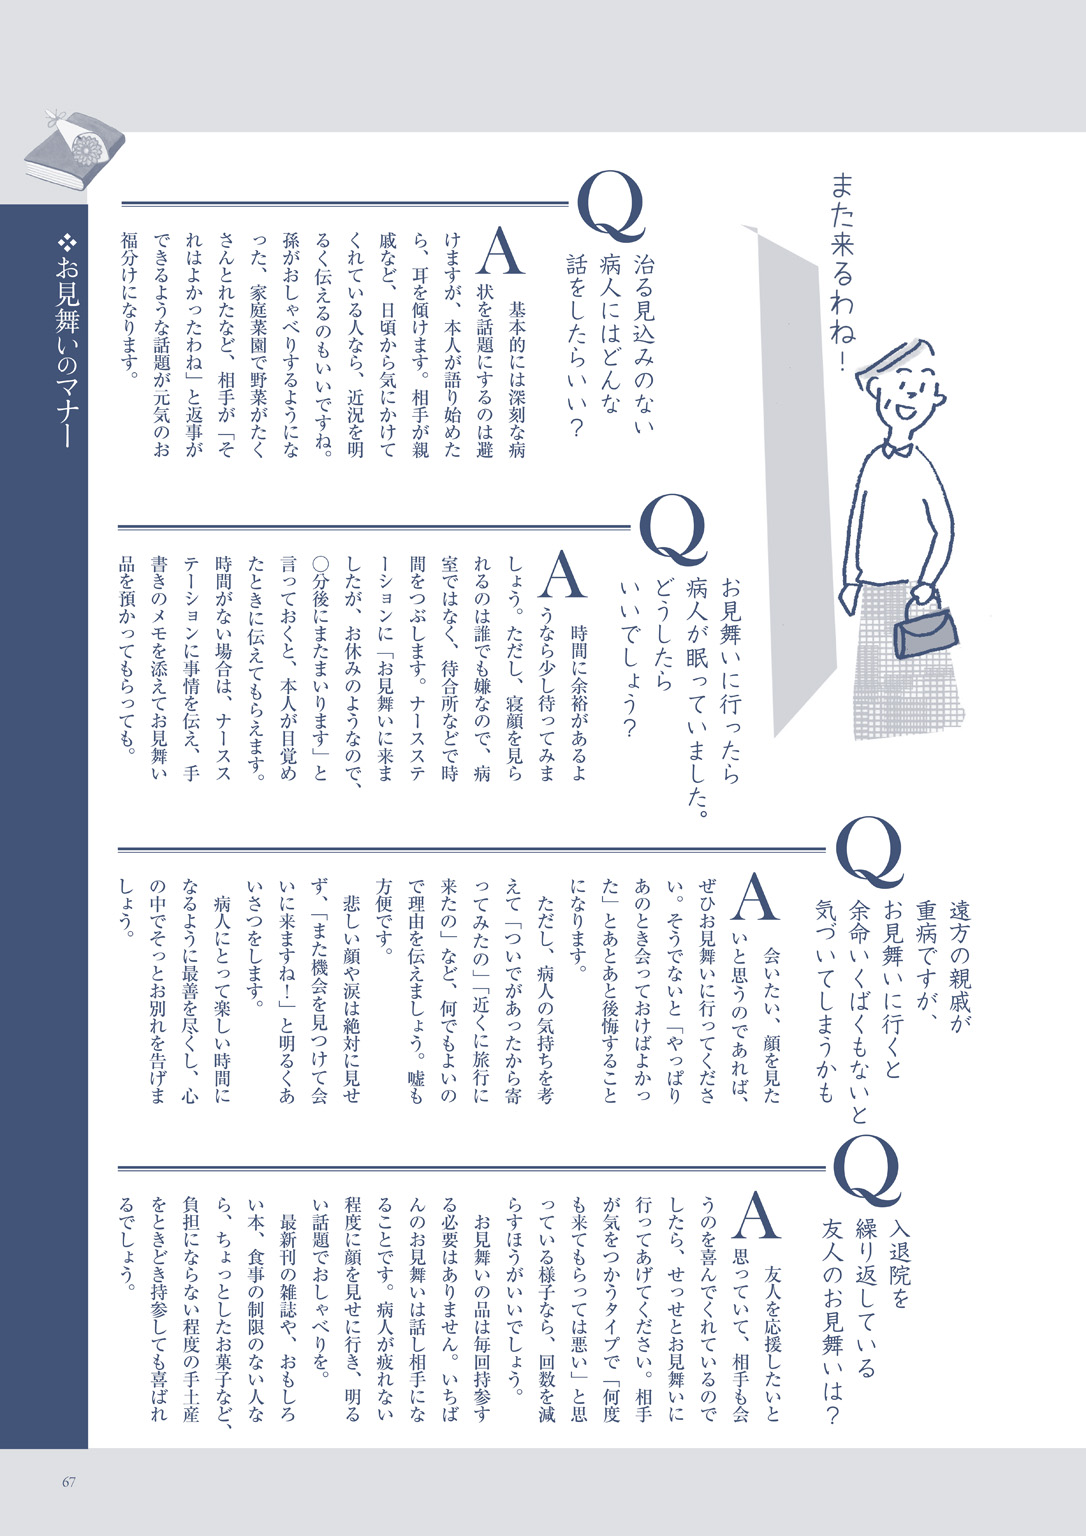 また来るわね!
Q
治る見込みのない
病人にはどんな
話をしたらいい?
A
基本的には深刻な病
状を話題にするのは避
けますが、本人が語り始めた
ら、耳を傾けます。相手が親
戚など、日頃から気にかけて
くれている人なら、近況を明
るく伝えるのもいいですね。
孫がおしゃべりするようにな
った、家庭菜園で野菜がたく
さんとれたなど、相手が「そ
れはよかったわね」と返事が
できるような話題が元気のお
福分けになります。
Q
お見舞いに行ったら
病人が眠っていました。
どうしたら
いいでしょう?
A
時間に余裕があるよ
うなら少し待ってみま
しょう。ただし、寝顔を見ら
れるのは誰でも嫌なので、病
室ではなく、待合所などで時
間をつぶします。ナースステ
ーションに「お見舞いに来ま
したが、お休みのようなので、
〇分後にまたまいります」と
言っておくと、本人が目覚め
たときに伝えてもらえます。
時間がない場合は、ナースス
テーションに事情を伝え、手
書きのメモを添えてお見舞い
品を預かってもらっても。
Q
遠方の親戚が
重病ですが、
お見舞いに行くと
余命いくばくもないと
気づいてしまうかも
A
会いたい、顔を見た
いと思うのであれば、
ぜひお見舞いに行ってくださ
い。そうでないと「やっぱり
あのとき会っておけばよかっ
た」とあとあと後悔すること
になります。
ただし、病人の気持ちを考
えて「ついでがあったから寄
ってみたの」「近くに旅行に
来たの」など、何でもよいの
で理由を伝えましょう。嘘も
方便です。
悲しい顔や涙は絶対に見せ
ず、「また機会を見つけて会
いに来ますね!」と明るくあ
いさつをします。
病人にとって楽しい時間に
なるように最善を尽くし、心
の中でそっとお別れを告げま
しょう。
Q
入退院を
繰り返している
友人のお見舞いは?
A
友人を応援したいと
思っていて、相手も会
うのを喜んでくれているので
したら、せっせとお見舞いに
行ってあげてください。相手
が気をつかうタイプで「何度
も来てもらっては悪い」と思
っている様子なら、回数を減
らすほうがいいでしょう。
お見舞いの品は毎回持参す
る必要はありません。いちば
んのお見舞いは話し相手にな
ることです。病人が疲れない
程度に顔を見せに行き、明る
い話題でおしゃべりを。
最新刊の雑誌や、おもしろ
い本、食事の制限のない人な
ら、ちょっとしたお菓子など、
負担にならない程度の手土産
をときどき持参しても喜ばれ
るでしょう。
❖お見舞いのマナー
67